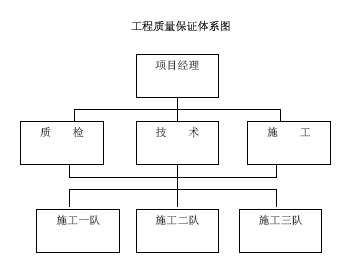 工程质量保证体系图
项目经理
质 检
技 术
施 工
施工一队
施工二队
施工三队